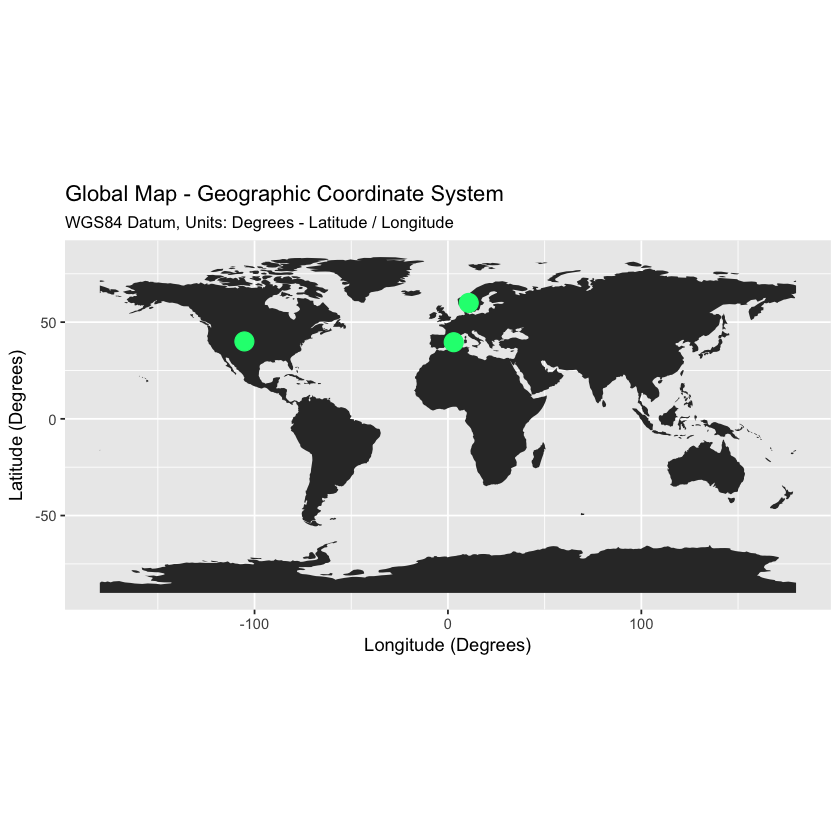 Global Map - Geographic Coordinate System
WGS84 Datum, Units: Degrees - Latitude / Longitude
50
0
-50
Latitude (Degrees)
-100
0
100
Longitude (Degrees)